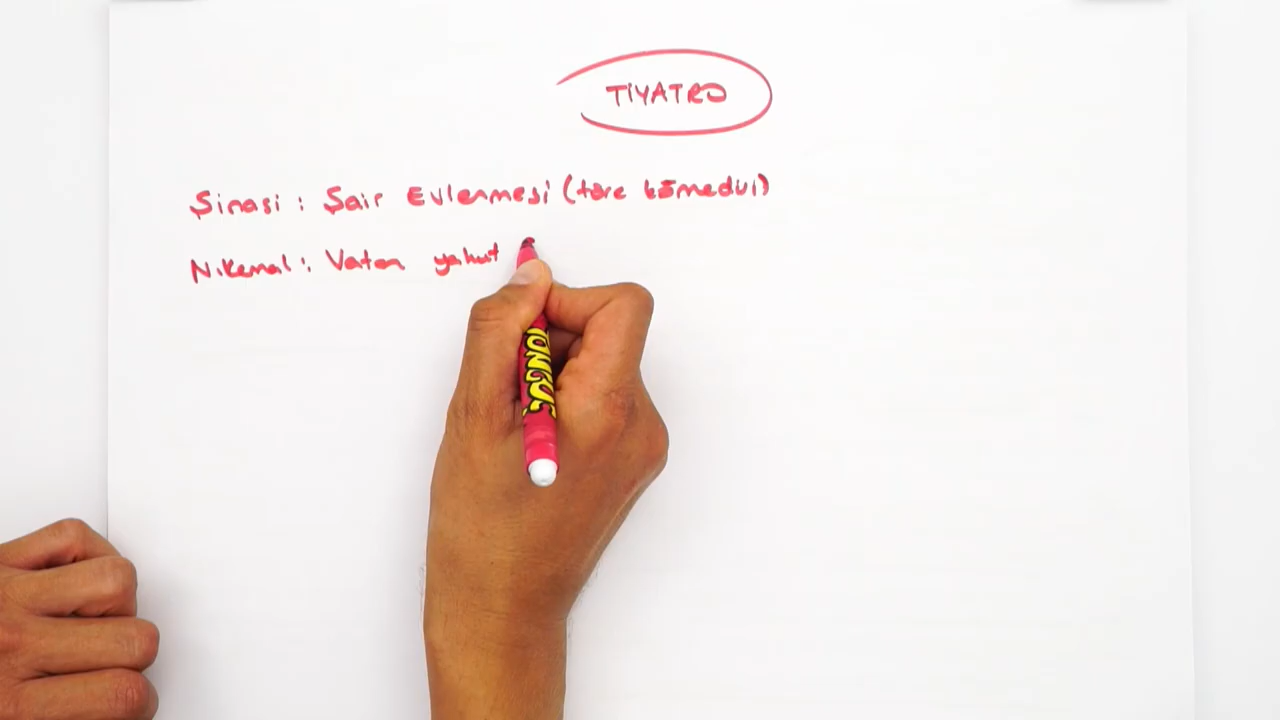 TİYATRO
Şinasi : Şair Evlenmesi (töre komedisi)
N.Kemal : Vatan yahut